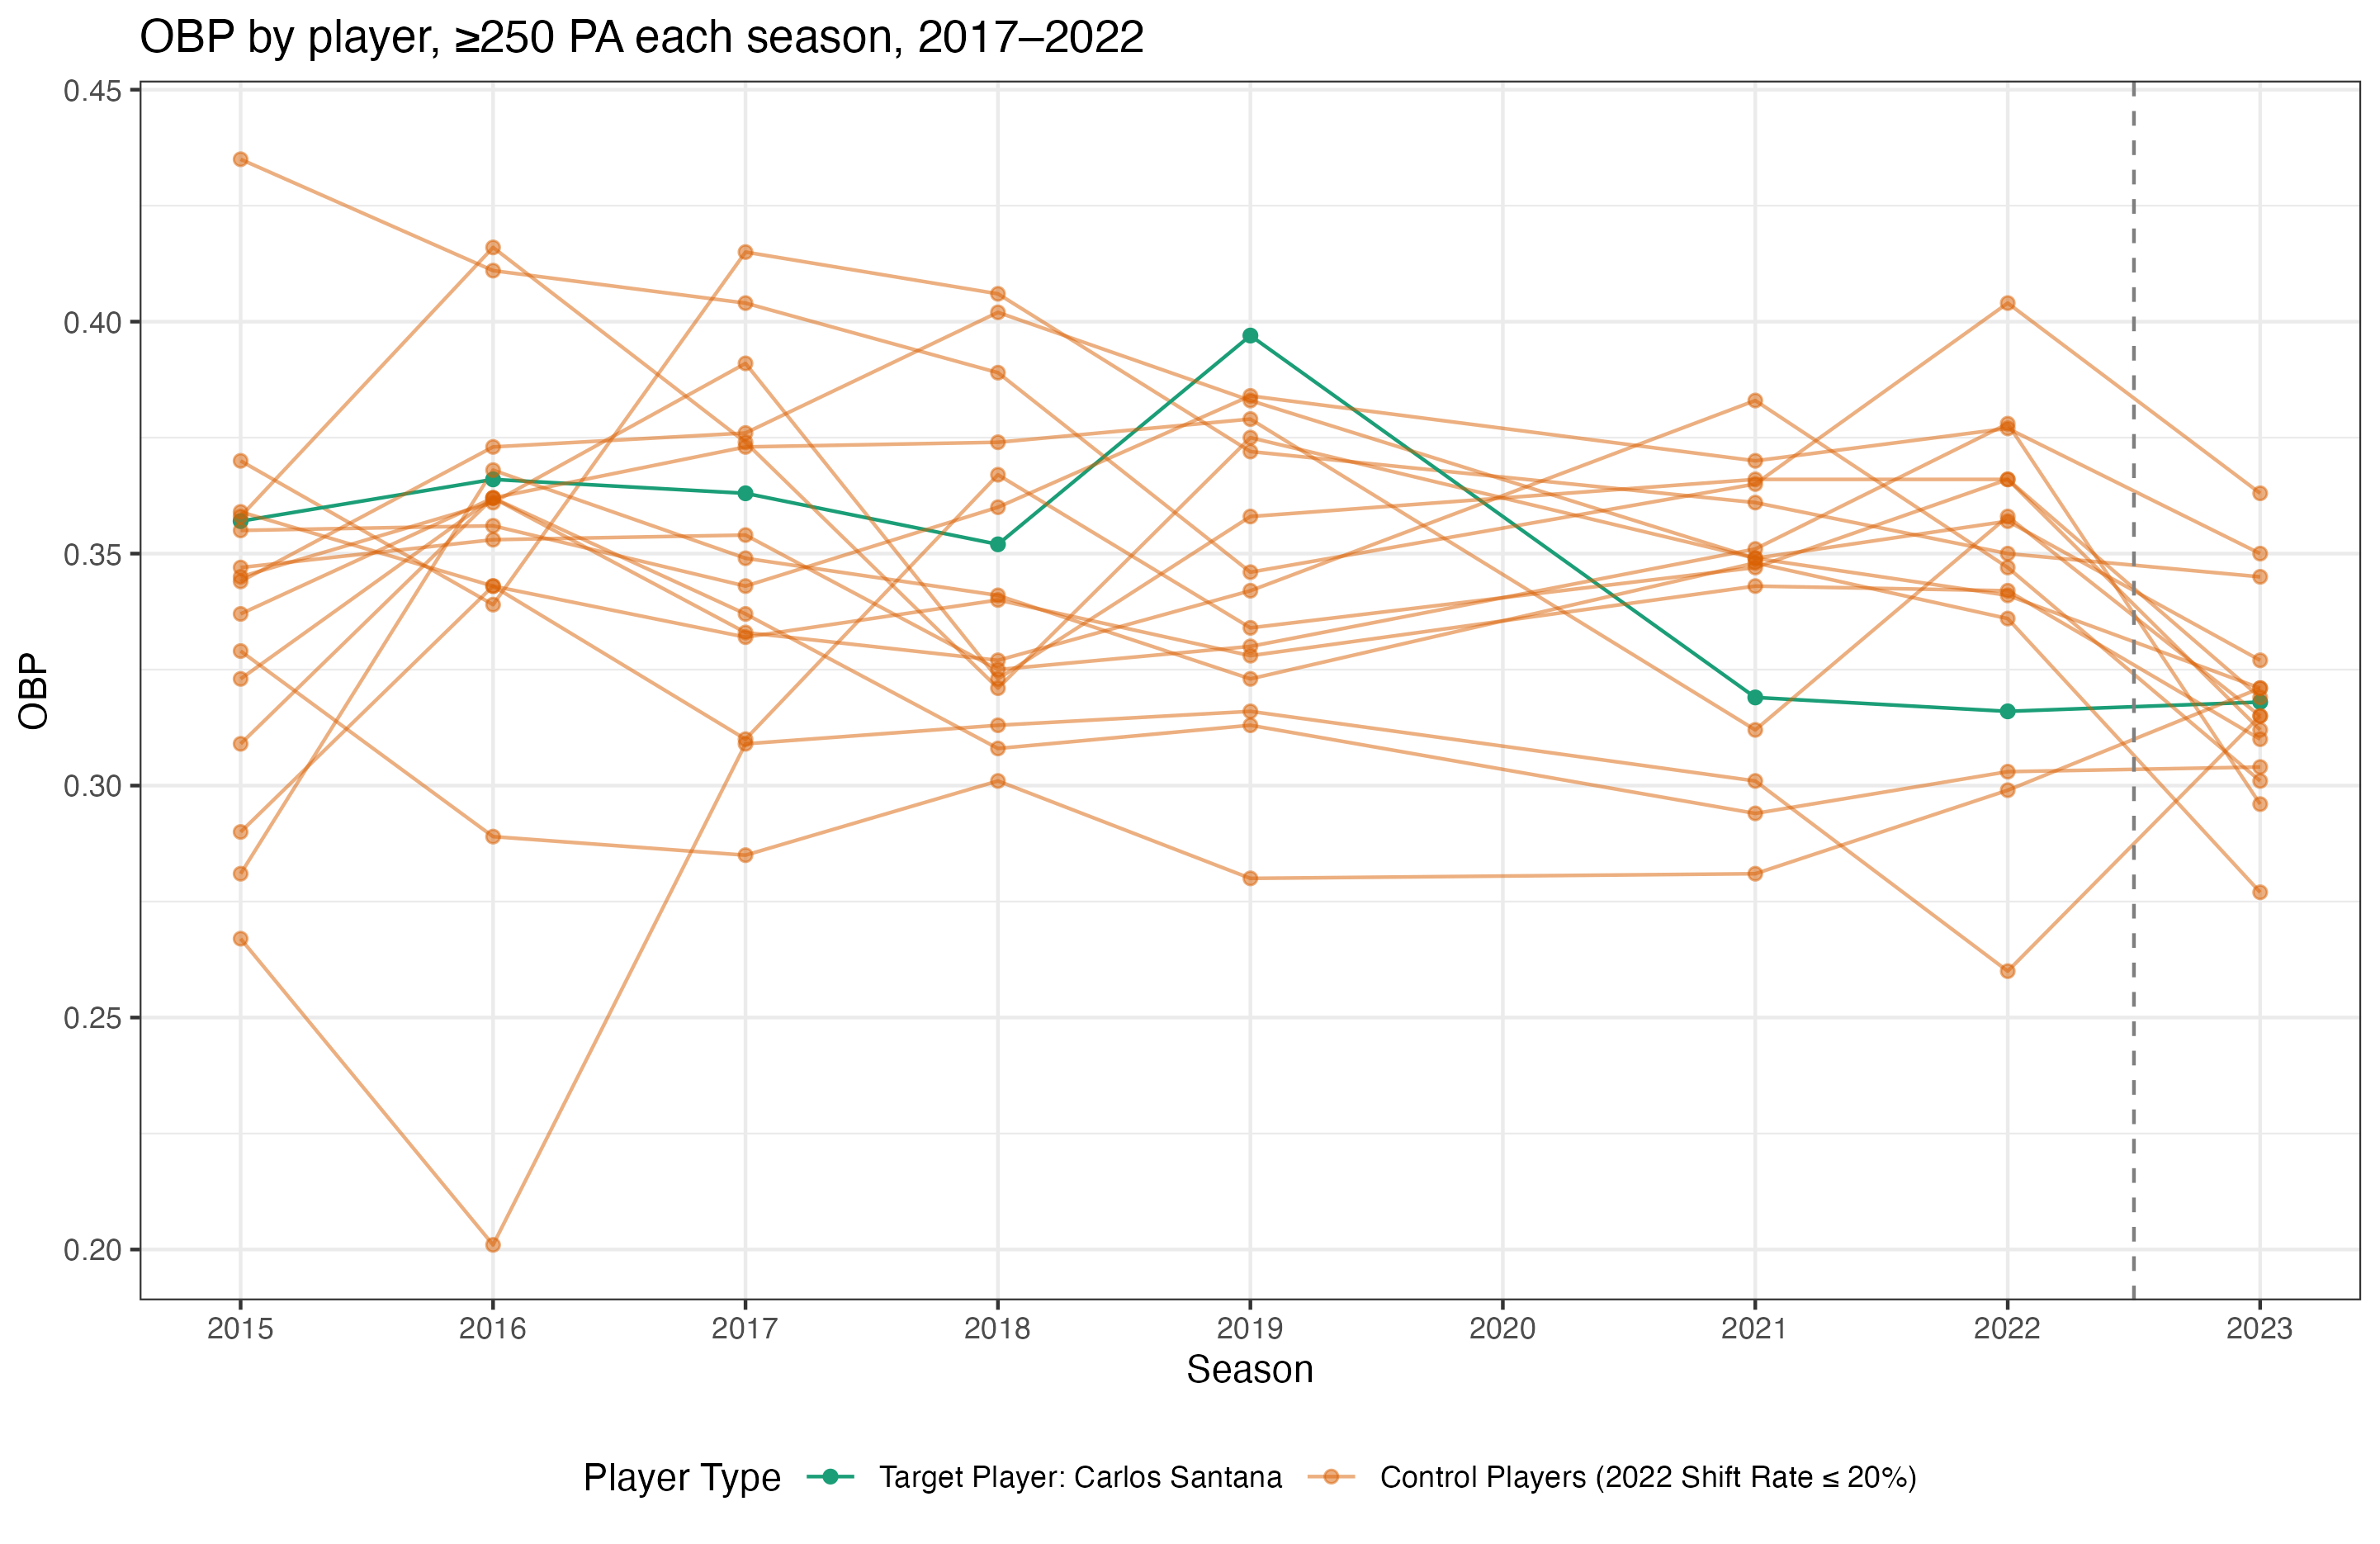 OBP by player, ≥250 PA each season, 2017–2022
OBP
0.45
0.40
0.35
0.30
0.25
0.20
2015 2016 2017 2018 2019 2020 2021 2022 2023
Season
Player Type Target Player: Carlos Santana Control Players (2022 Shift Rate ≤ 20%)